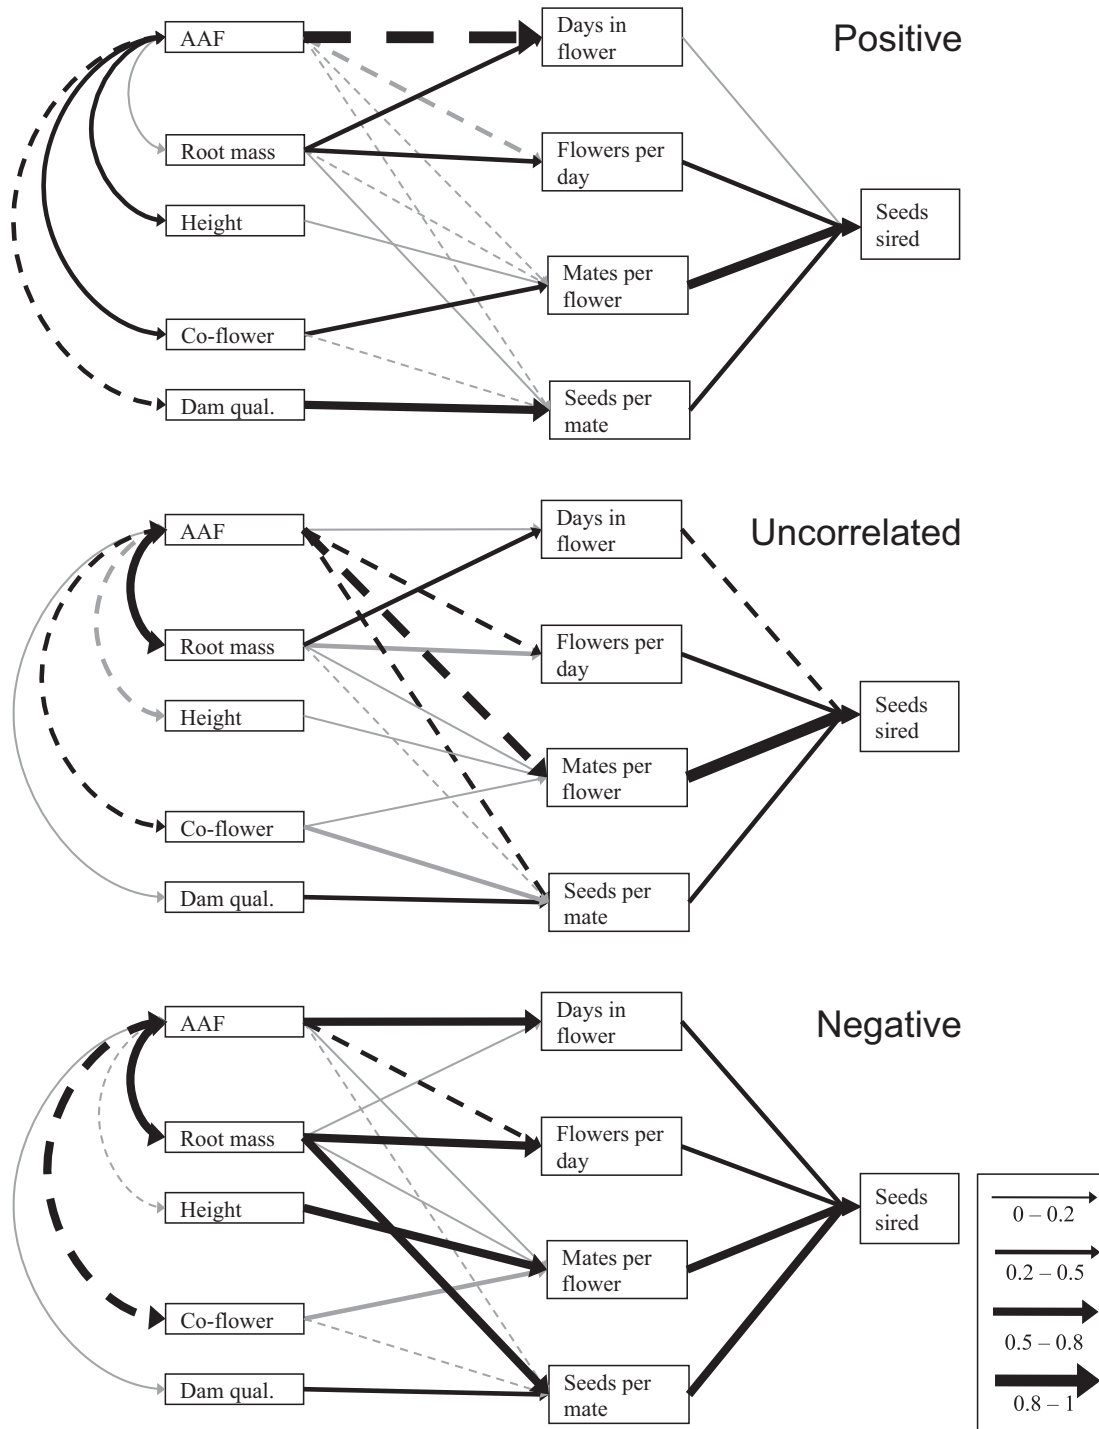 AAF
Days in
flower
Positive
Root mass
Flowers per
day
Height
Seeds
sired
Mates per
flower
Co-flower
Dam qual.
Seeds per
mate
AAF
Days in
flower
Uncorrelated
Root mass
Flowers per
day
Height
Seeds
sired
Mates per
flower
Co-flower
Dam qual.
Seeds per
mate
AAF
Days in
flower
Negative
Root mass
Flowers per
day
Height
Seeds
sired
Mates per
flower
Co-flower
Dam qual.
Seeds per
mate
0 – 0.2
0.2 – 0.5
0.5 – 0.8
0.8 – 1